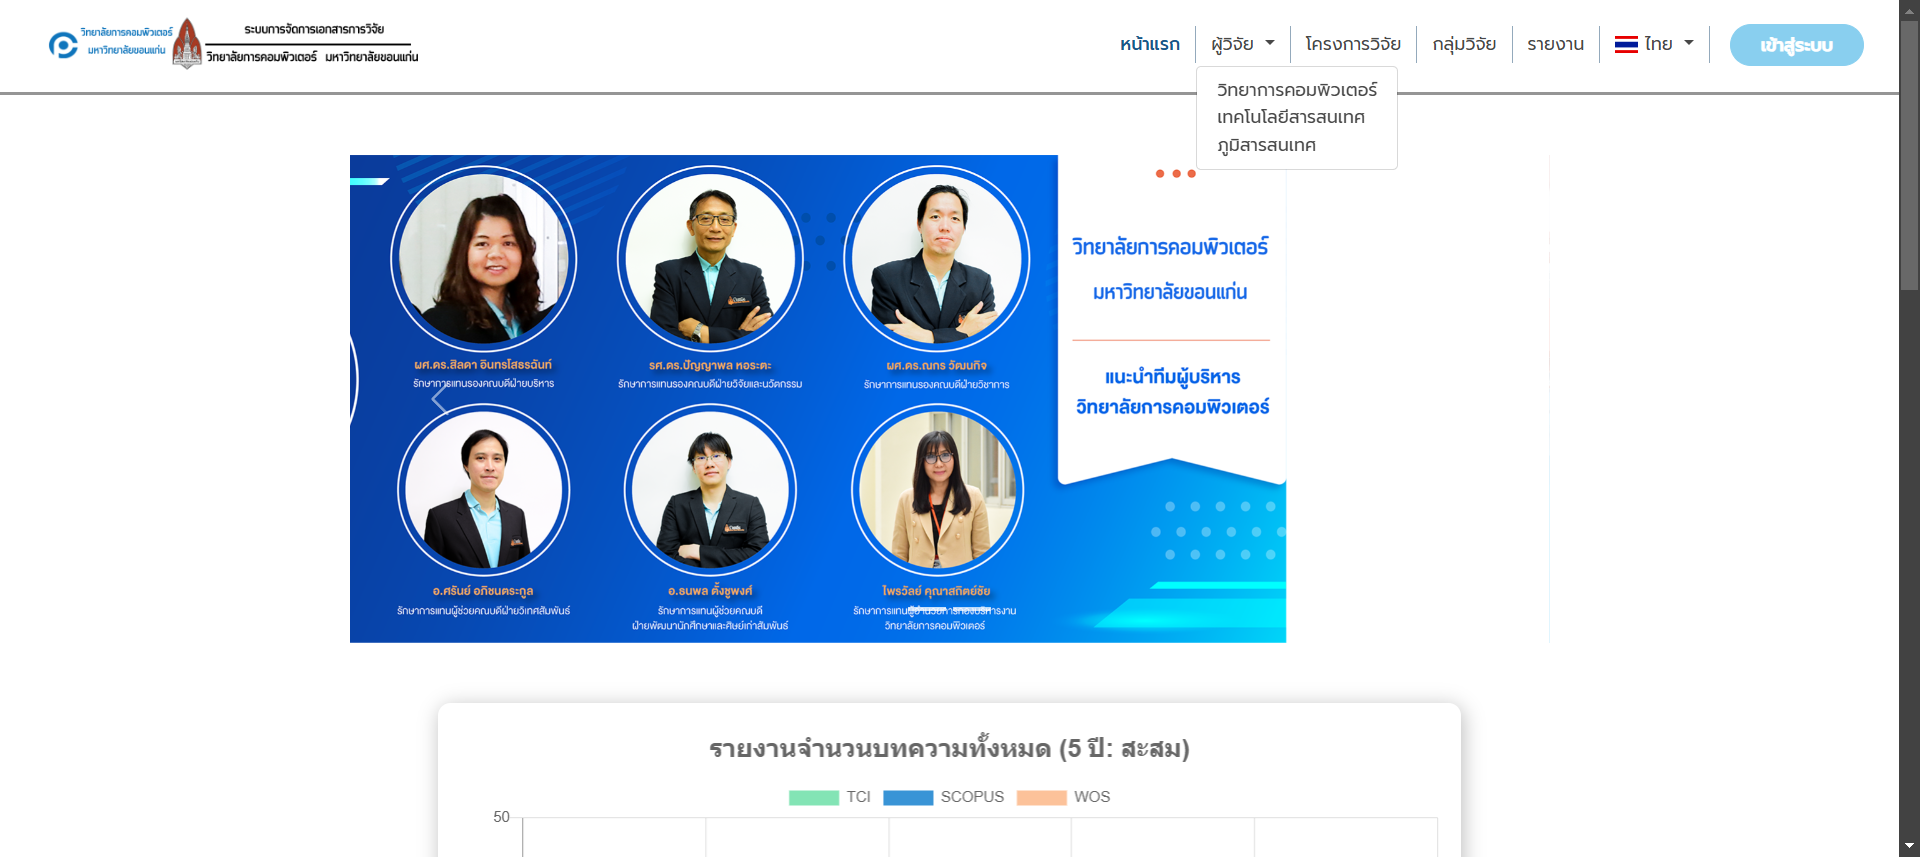 วิทยาลัยการคอมพิวเตอร์
มหาวิทยาลัยขอนแก่น
ระบบการจัดการเอกสารการวิจัย
วิทยาลัยการคอมพิวเตอร์ มหาวิทยาลัยขอนแก่น
หน้าแรก
ผู้วิจัย
โครงการวิจัย
กลุ่มวิจัย
รายงาน
ไทย
เข้าสู่ระบบ
วิทยาการคอมพิวเตอร์
เทคโนโลยีสารสนเทศ
ภูมิสารสนเทศ
ผศ.ดร.สิลดา อินทรโสธรฉันท์
รักษาการแทนรองคณบดีฝ่ายบริหาร
รศ.ดร.ปัญญาพล หอระตะ
รักษาการแทนรองคณบดีฝ่ายวิจัยและนวัตกรรม
ผศ.ดร.ณกร วัฒนกิจ
รักษาการแทนรองคณบดีฝ่ายวิชาการ
วิทยาลัยการคอมพิวเตอร์
มหาวิทยาลัยขอนแก่น
แนะนำทีมผู้บริหาร
วิทยาลัยการคอมพิวเตอร์
อ.ศรัณย์ อภิชนตระกูล
รักษาการแทนผู้ช่วยคณบดีฝ่ายวิเทศสัมพันธ์
อ.ธนพล ตั้งชูพงศ์
รักษาการแทนผู้ช่วยคณบดี
ฝ่ายพัฒนานักศึกษาและศิษย์เก่าสัมพันธ์
ไพรวัลย์ คุณาสถิตย์ชัย
รักษาการแทนผู้อำนวยการกองบริหารงาน
วิทยาลัยการคอมพิวเตอร์
รายงานจำนวนบทความทั้งหมด (5 ปี: สะสม)
TCI
SCOPUS
WOS
50